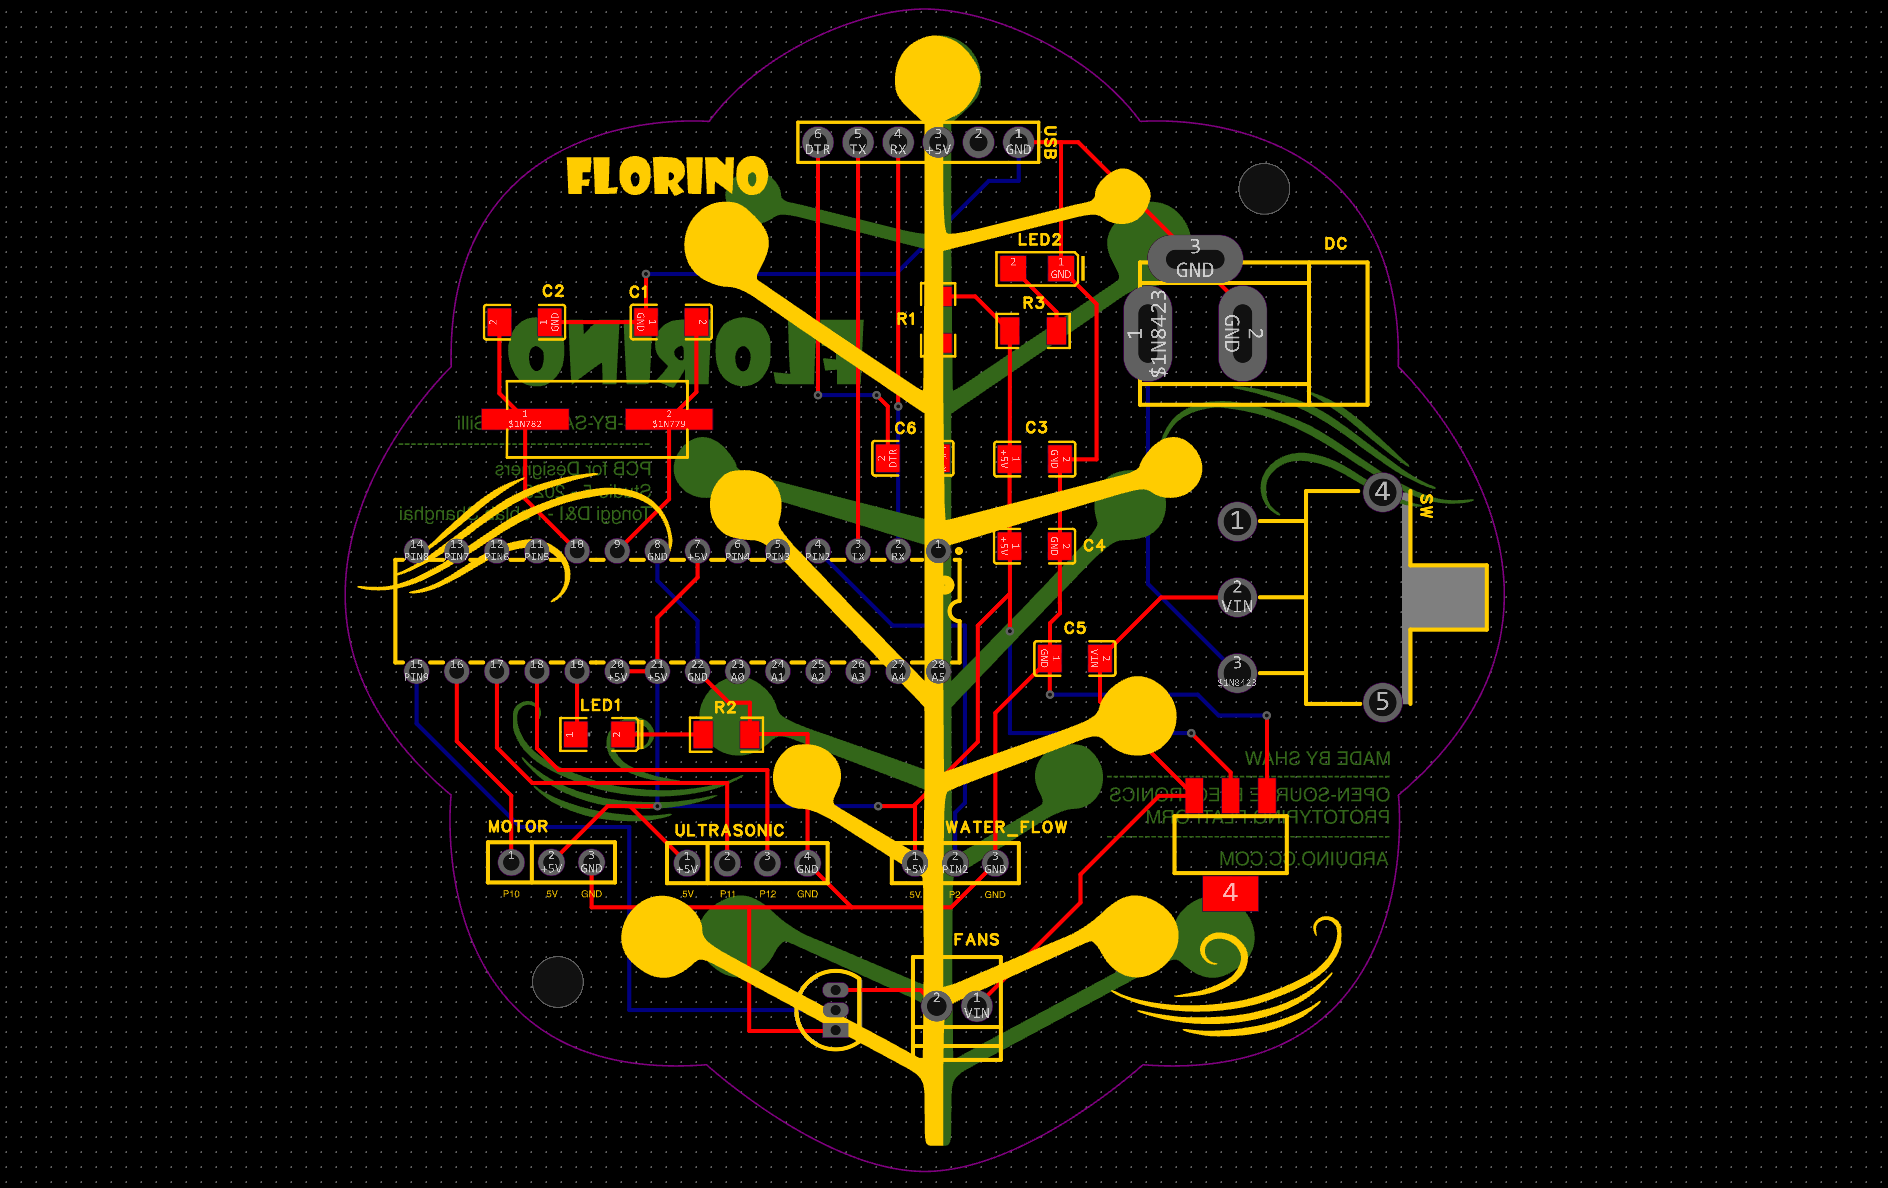 6 5 4 3 2 1
DTR TX RX +5V GND
USB
FLORINO
LED2
2 1
GND
DC
3
GND
1
$1N8423
GND
2
C2 C1
2 1 GND GND 1 2
R3
R1
FLORINO
1 2
$1N782 $1N779
C6
2 DTR
C3
+5V 1 GND 2
PCB for Designers
C4
+5V 1 GND 2
4
SW
1
2
VIN
3
$1N8423
5
14 13 12 11 10 9 8 7 6 5 4 3 2 1
PIN8 PIN7 PIN6 PIN5 GND +5V PIN4 PIN3 PIN2 TX RX
15 16 17 18 19 20 21 22 23 24 25 26 27 28
PIN9 +5V +5V GND A0 A1 A2 A3 A4 A5
C5
GND 1 VIN 2
LED1
1 2
R2
MADE BY SHAW
OPEN-SOURCE ELECTRONICS
PROTOTYPING PLATFORM
ARDUINO.CC.COM
4
MOTOR
1 2 3
+5V GND
P10 5V GND
ULTRASONIC
1 2 3 4
+5V GND
5V P11 P12 GND
WATER_FLOW
1 2 3
+5V PIN2 GND
5V P2 GND
FANS
2 1
VIN